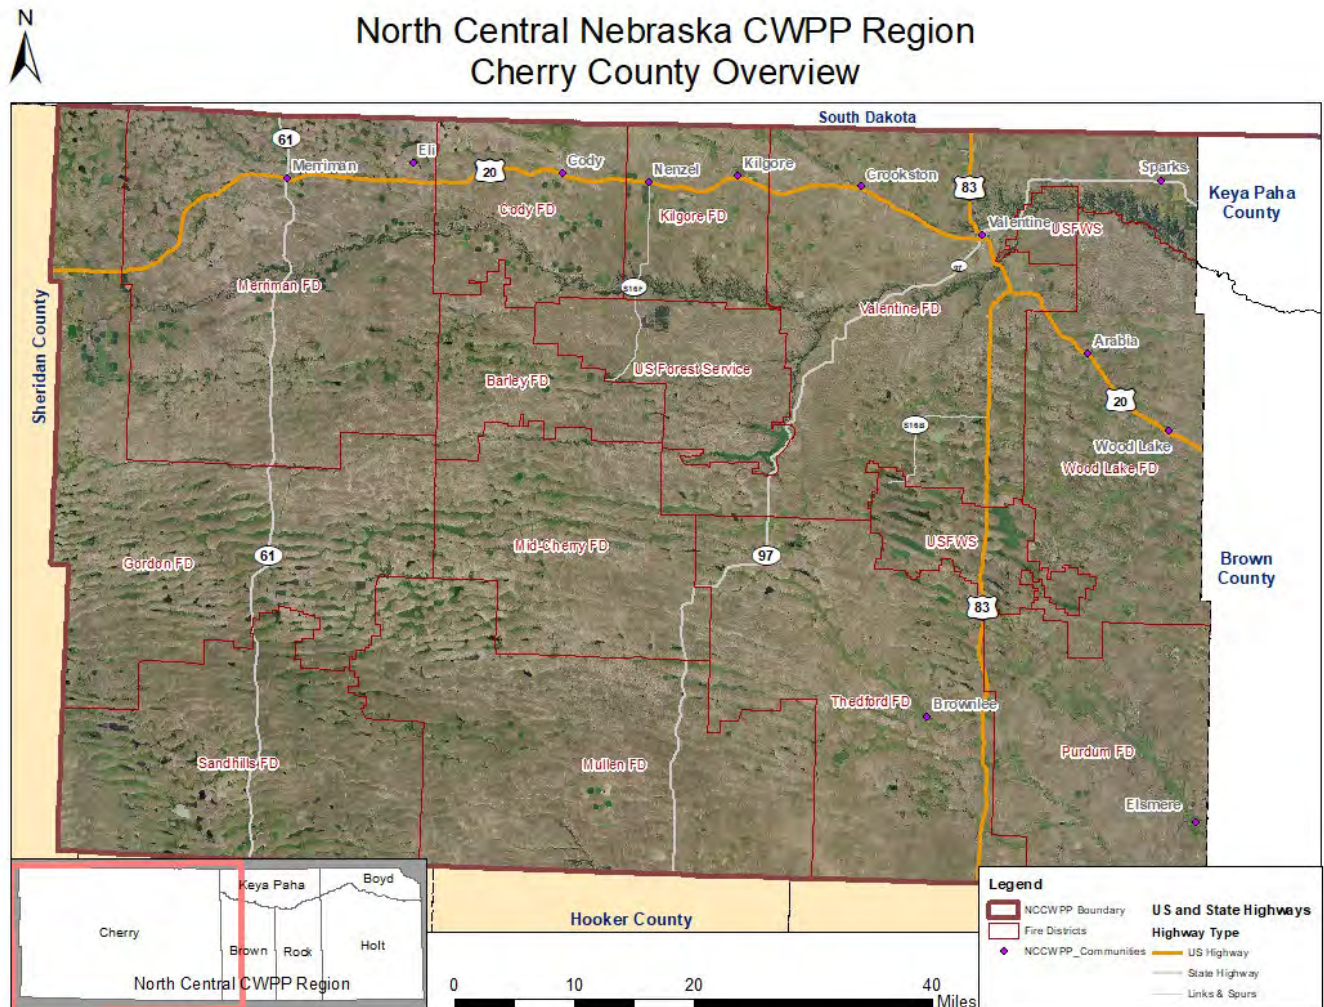 N
North Central Nebraska CWPP Region
Cherry County Overview
South Dakota
61
Merriman
Eli
20
Cody
Nenzel
Kilgore
Crookston
83
Sparks
Keya Paha
County
Cody FD
Kilgore FD
Valentine
USFWS
97
Merriman FD
S16F
Valentine FD
Sheridan County
Arabia
Barley FD
US Forest Service
20
S16B
Wood Lake
Wood Lake FD
Gordon FD
61
Mid-Cherry FD
97
USFWS
Brown
County
83
Thedford FD
Brownlee
Purdum FD
Sandhills FD
Mullen FD
Elsmere
Keya Paha
Boyd
Cherry
Brown
Rock
Holt
North Central CWPP Region
Hooker County
0 10 20 40
Miles
Legend
NCCWPP Boundary
Fire Districts
NCCWPP_Communities
US and State Highways
Highway Type
US Highway
State Highway
Links & Spurs